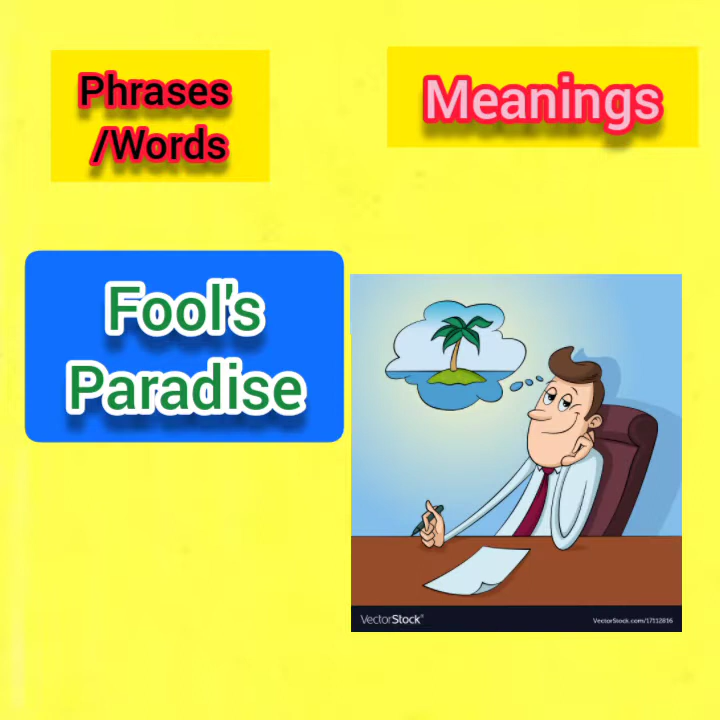 Phrases
/Words
Meanings
Fool's
Paradise
VectorStock®
VectorStock.com/17112816